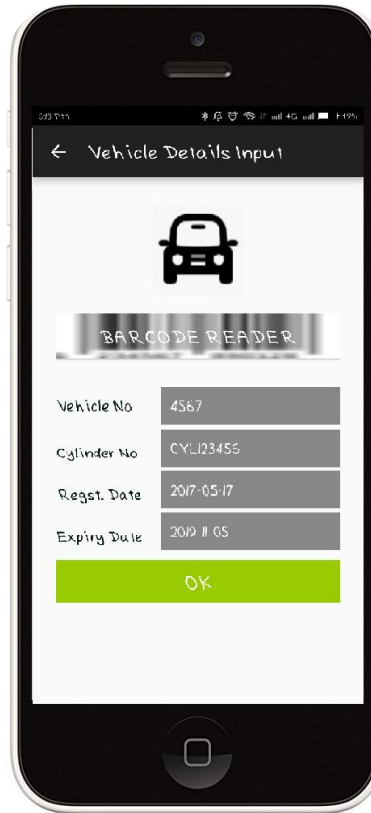 Vehicle Details Input
BARCODE READER
Vehicle No 4567
Cylinder No CYL123456
Regst. Date 2017-05-17
Expiry Date 2019 11 05
OK